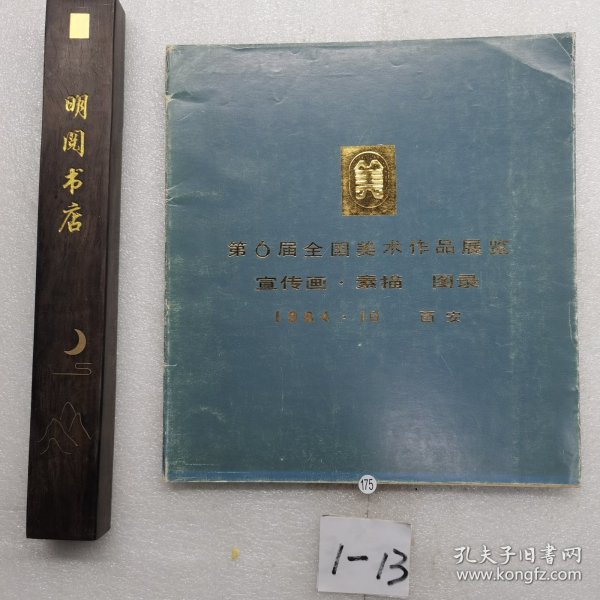 明阅书店
美
第6届全国美术作品展览
宣传画·素描 图录
1984·10 西安
175
1-13
孔夫子旧书网
www.kongfz.com